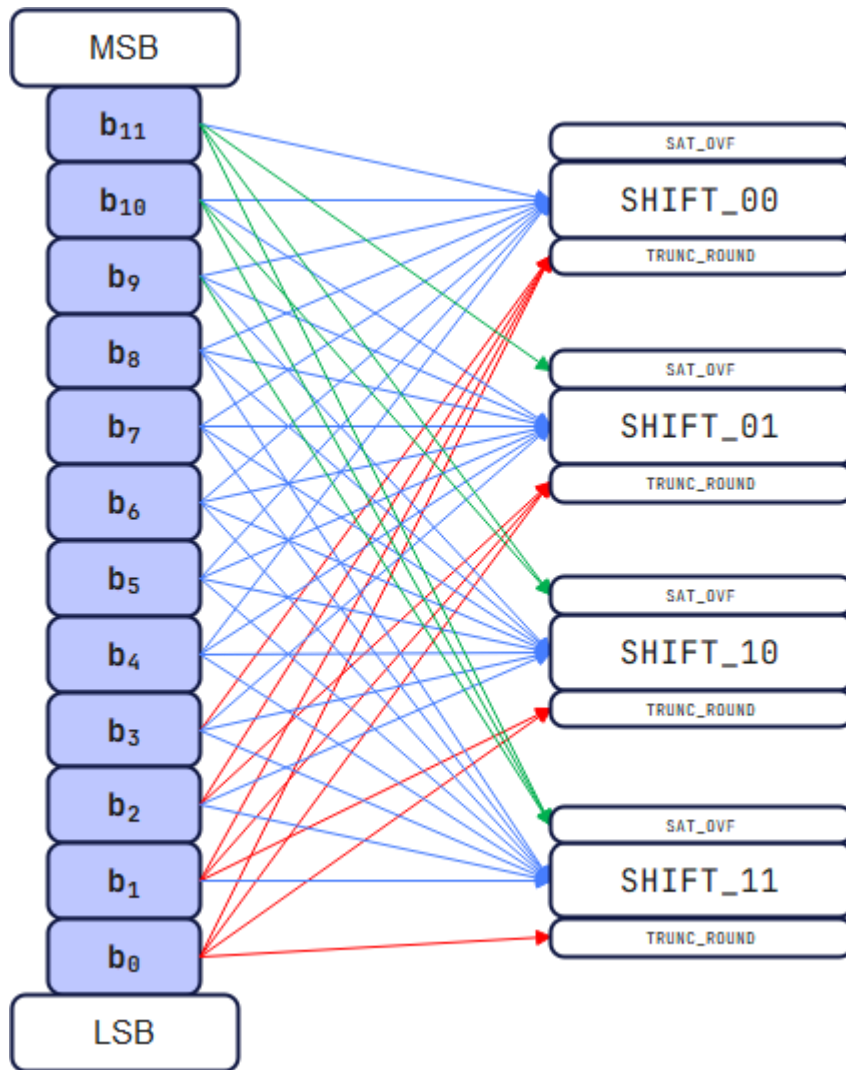 MSB
b₁₁
b₁₀
b₉
b₈
b₇
b₆
b₅
b₄
b₃
b₂
b₁
b₀
LSB
SAT_OVF
SHIFT_00
TRUNC_ROUND
SAT_OVF
SHIFT_01
TRUNC_ROUND
SAT_OVF
SHIFT_10
TRUNC_ROUND
SAT_OVF
SHIFT_11
TRUNC_ROUND